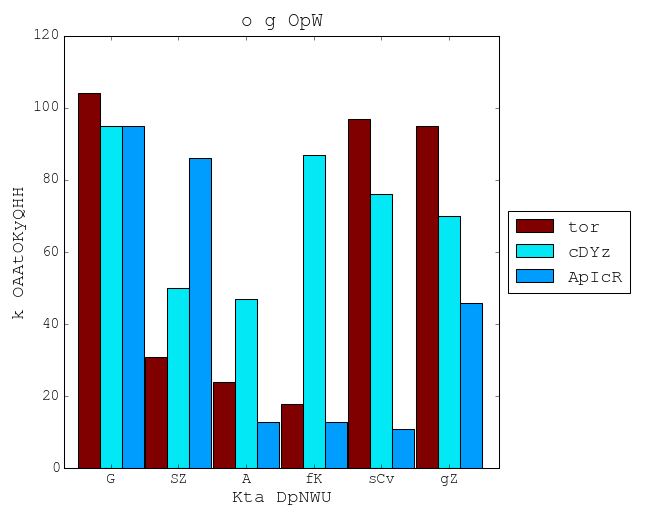 o g OpW
120
100
80
60
40
20
0
k OAAtOKyQHH
G SZ A fK sCv gZ
Kta DpNWU
tor
cDYz
ApIcR